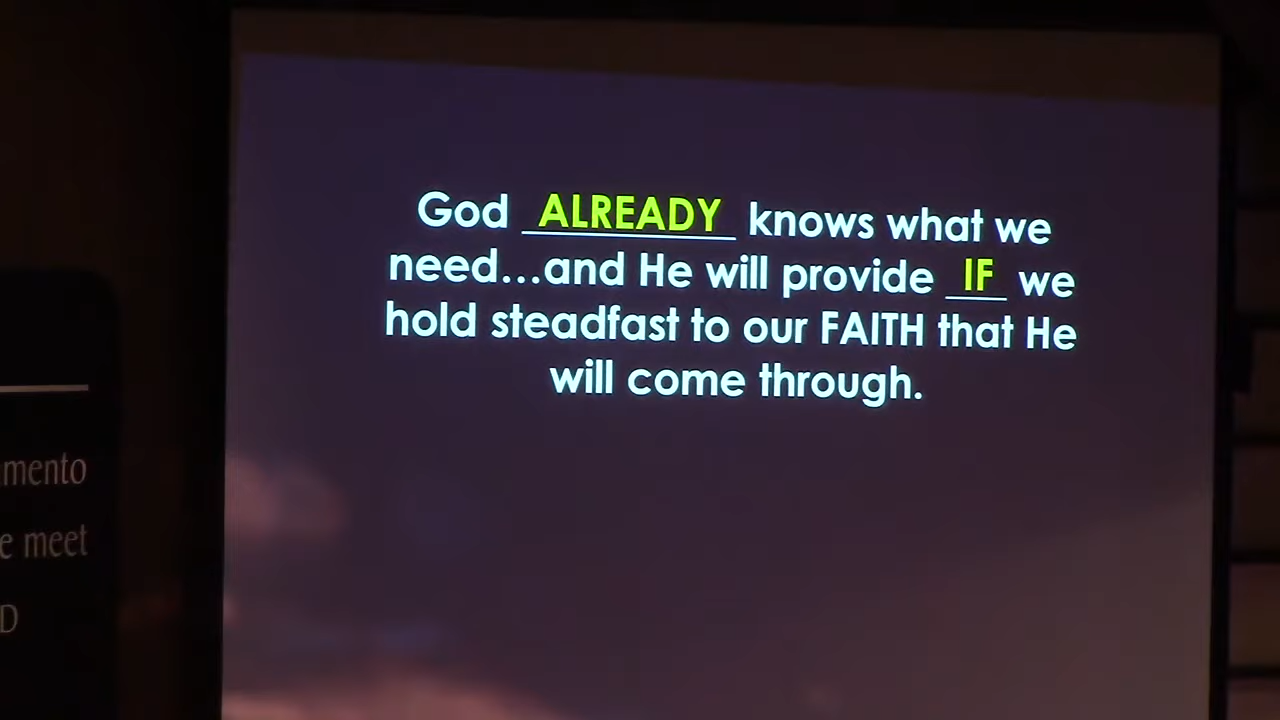 God ALREADY knows what we
need...and He will provide IF we
hold steadfast to our FAITH that He
will come through.
mento
e meet
D